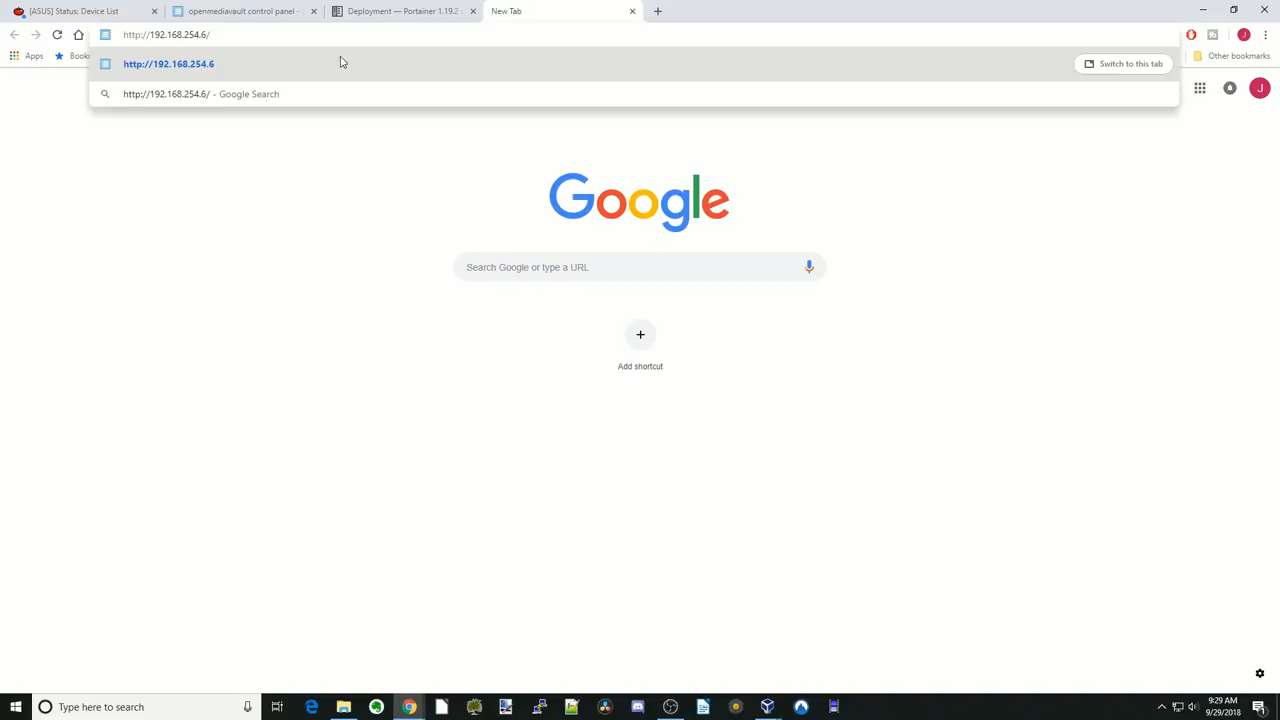 [ASUS] Status: Device List
openmediavault control panel -
Deployment — Portainer 1.19.2
New Tab
http://192.168.254.6/
http://192.168.254.6
Switch to this tab
http://192.168.254.6/ - Google Search
Apps
Book
Other bookmarks
J
J
Google
Search Google or type a URL
Add shortcut
Type here to search
9:29 AM
9/29/2018
1